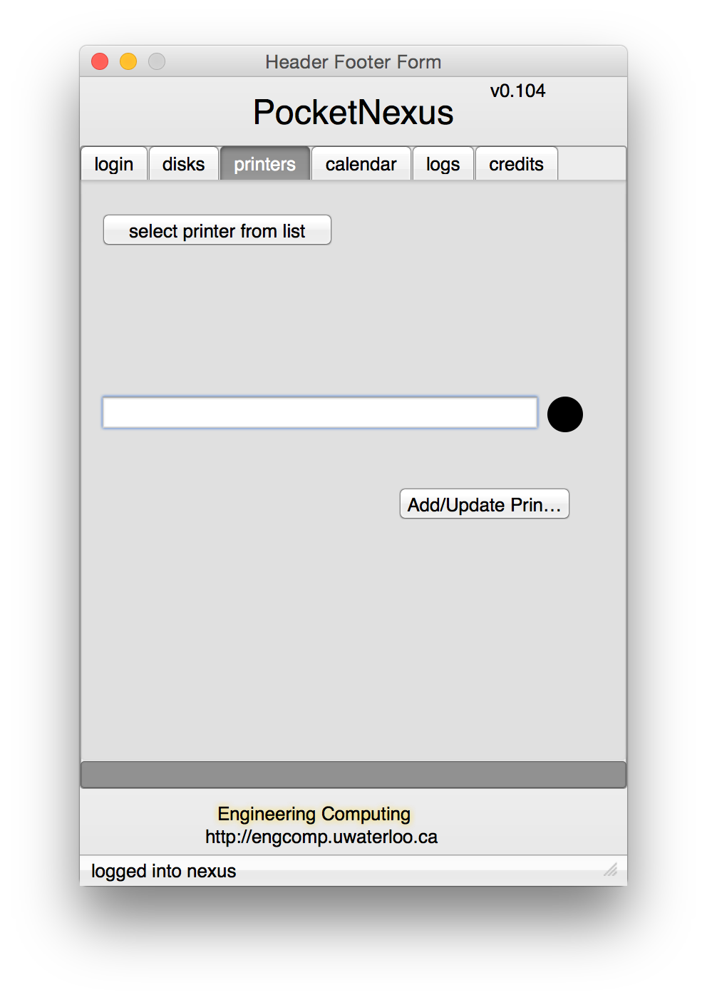 Header Footer Form
v0.104
PocketNexus
login disks printers calendar logs credits
select printer from list
Add/Update Prin...
Engineering Computing
http://engcomp.uwaterloo.ca
logged into nexus